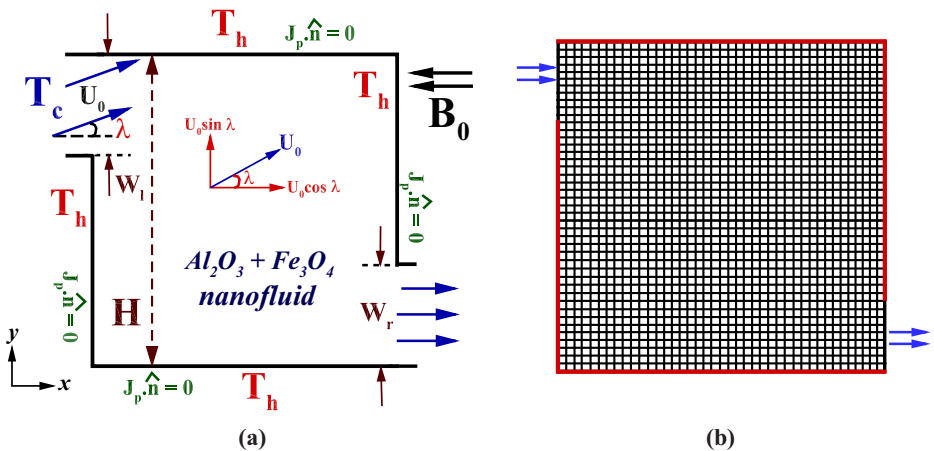 T_h
J_p.n̂ = 0
T_c
U_0
λ
T_h
B_0
U_0 sin λ
U_0
λ
U_0 cos λ
W_l
T_h
J_p.n̂ = 0
J_p.n̂ = 0
H
Al_2O_3 + Fe_3O_4
nanofluid
W_r
y
x
J_p.n̂ = 0
T_h
(a)
(b)